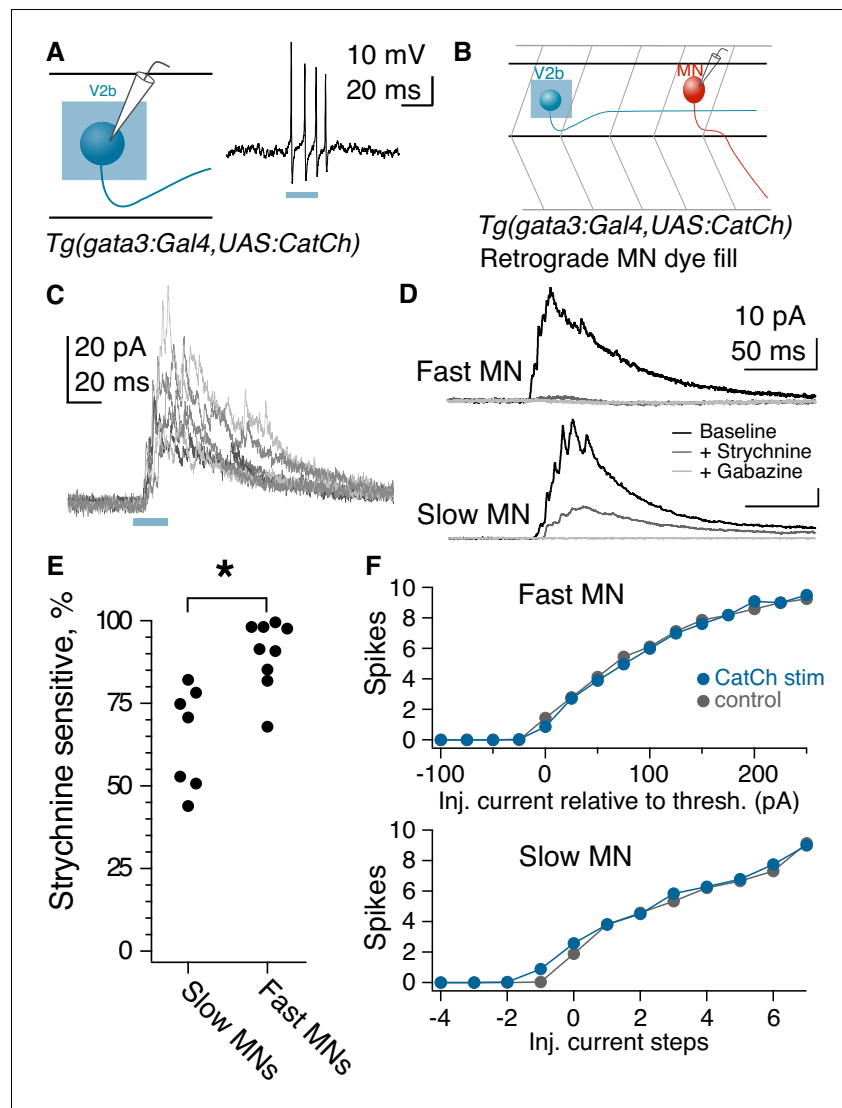 A
V2b
10 mV
20 ms
Tg(gata3:Gal4,UAS:CatCh)
B
V2b
MN
Tg(gata3:Gal4,UAS:CatCh)
Retrograde MN dye fill
C
20 pA
20 ms
D
10 pA
50 ms
Fast MN
Baseline
+ Strychnine
+ Gabazine
Slow MN
E
*
Strychnine sensitive, %
100
75
50
25
0
Slow MNs
Fast MNs
F
Fast MN
Spikes
10
8
6
4
2
0
CatCh stim
control
-100
0
100
200
Inj. current relative to thresh. (pA)
Slow MN
Spikes
10
8
6
4
2
0
-4
-2
0
2
4
6
Inj. current steps